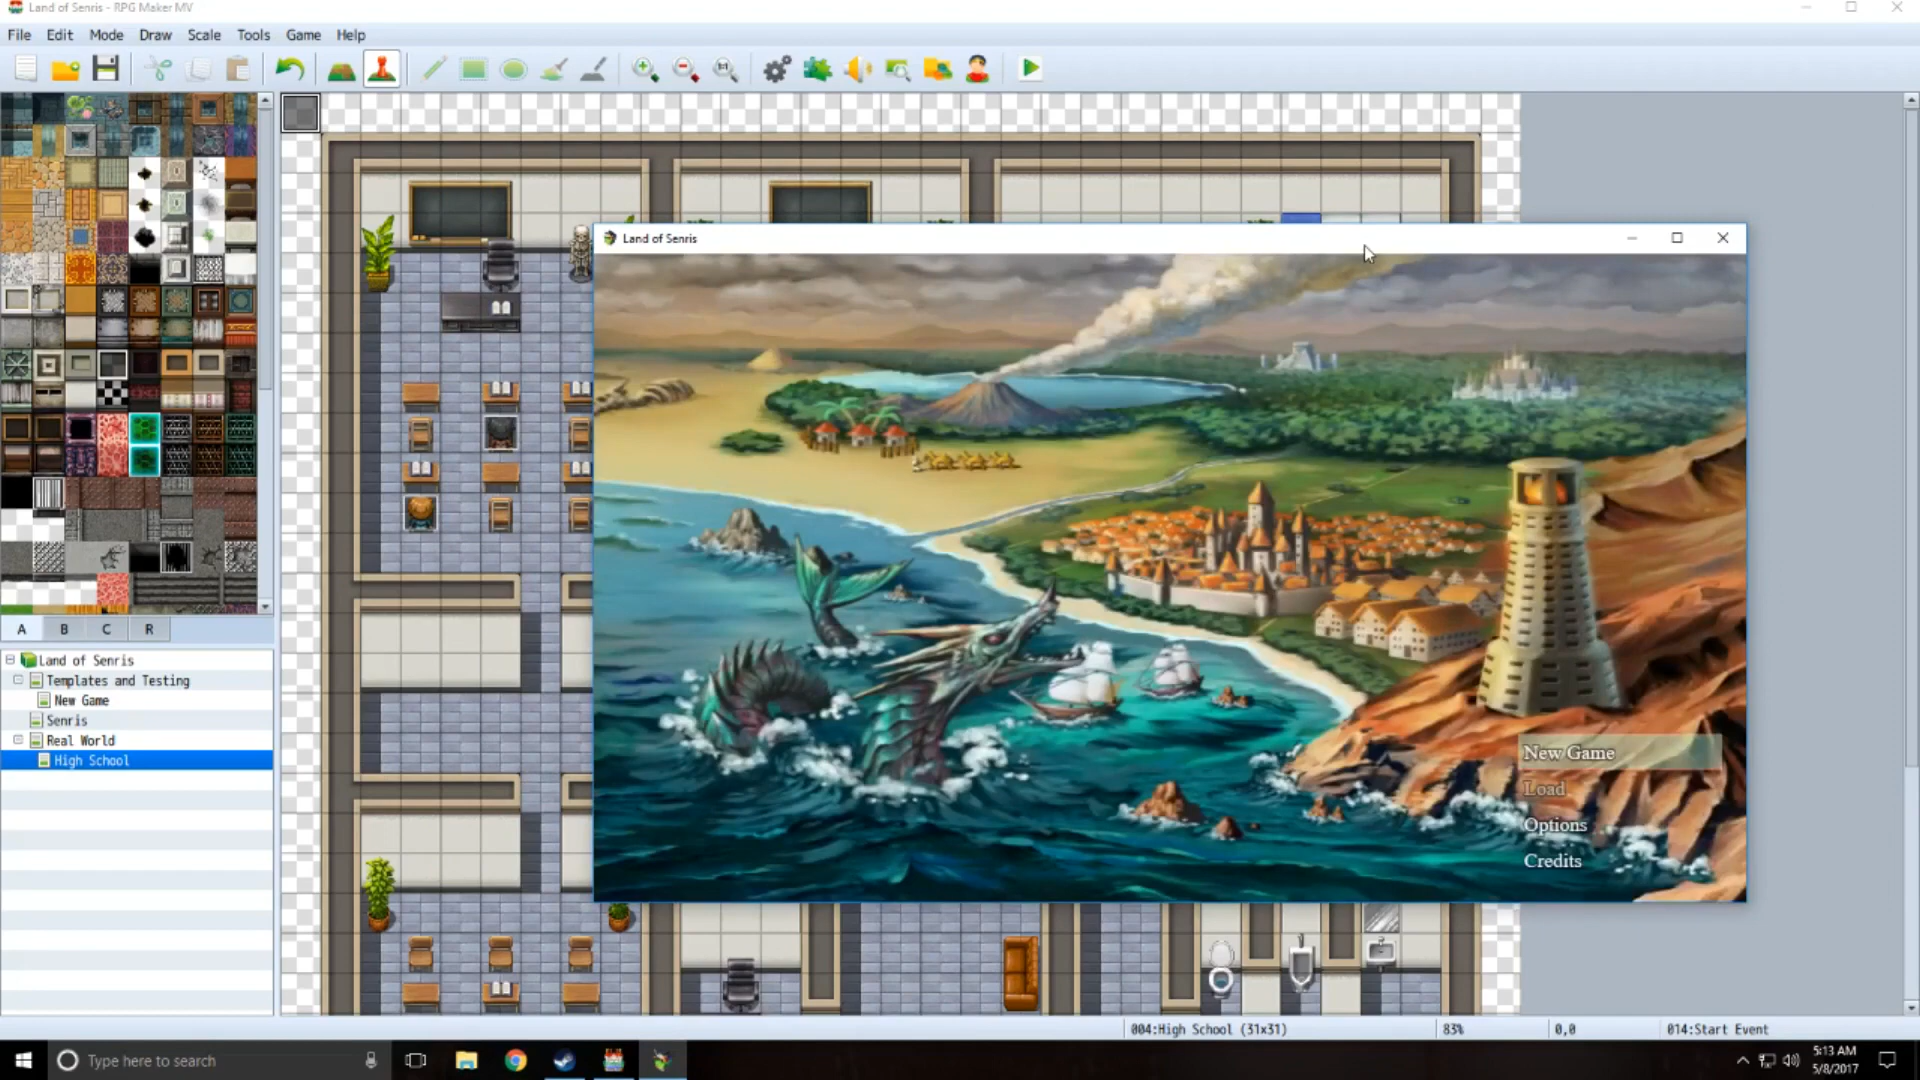 Land of Senris - RPG Maker MV
File Edit Mode Draw Scale Tools Game Help
1:1
Land of Senris
A B C R
Land of Senris
Templates and Testing
New Game
Senris
Real World
High School
New Game
Load
Options
Credits
004:High School (31x31) 83% 0,0 014:Start Event
Type here to search
5:13 AM
5/8/2017